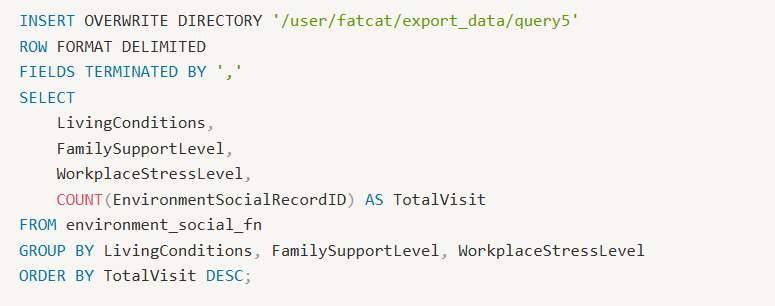 INSERT OVERWRITE DIRECTORY '/user/fatcat/export_data/query5'
ROW FORMAT DELIMITED
FIELDS TERMINATED BY ','
SELECT
    LivingConditions,
    FamilySupportLevel,
    WorkplaceStressLevel,
    COUNT(EnvironmentSocialRecordID) AS TotalVisit
FROM environment_social_fn
GROUP BY LivingConditions, FamilySupportLevel, WorkplaceStressLevel
ORDER BY TotalVisit DESC;